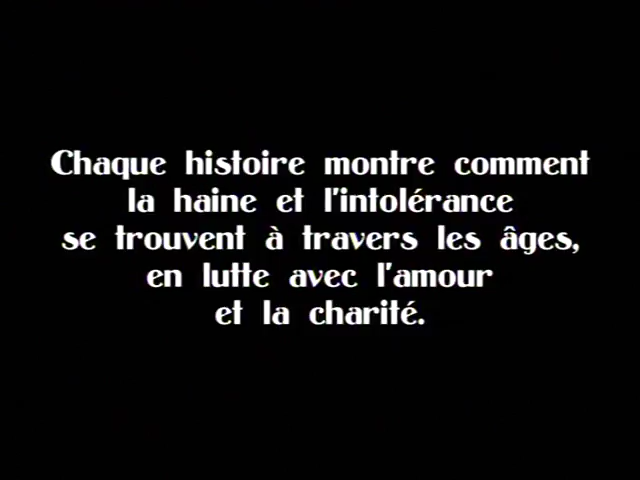 Chaque histoire montre comment
la haine et l'intolérance
se trouvent à travers les âges,
en lutte avec l'amour
et la charité.